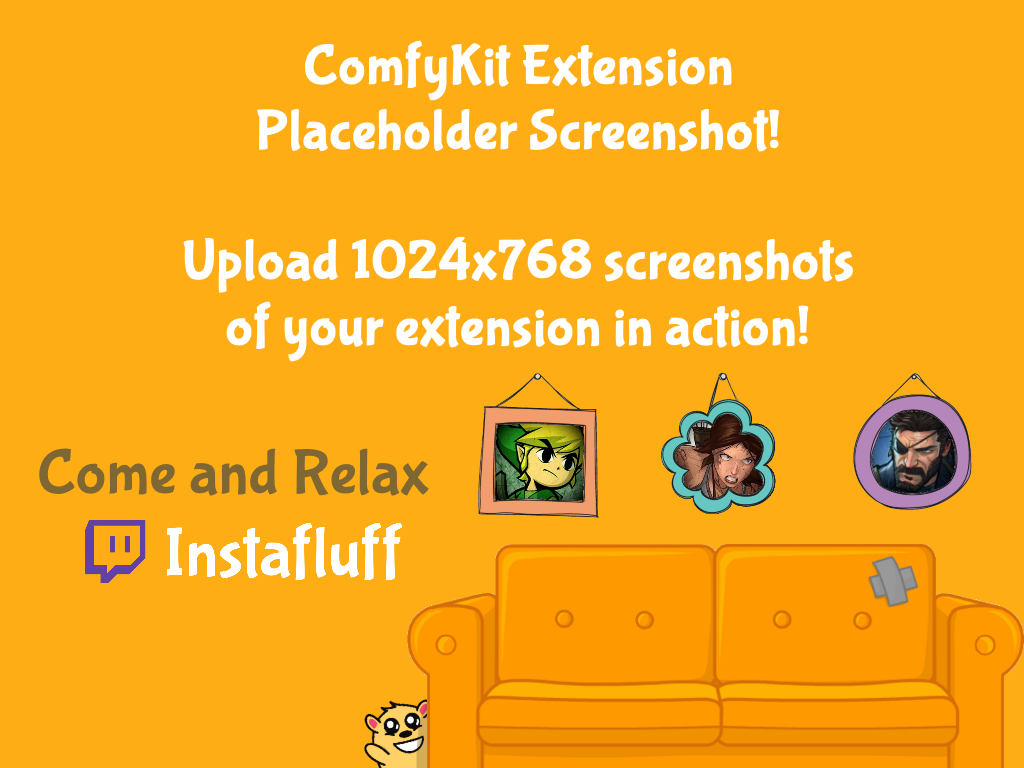 ComfyKit Extension
Placeholder Screenshot!
Upload 1024x768 screenshots
of your extension in action!
Come and Relax
Instafluff